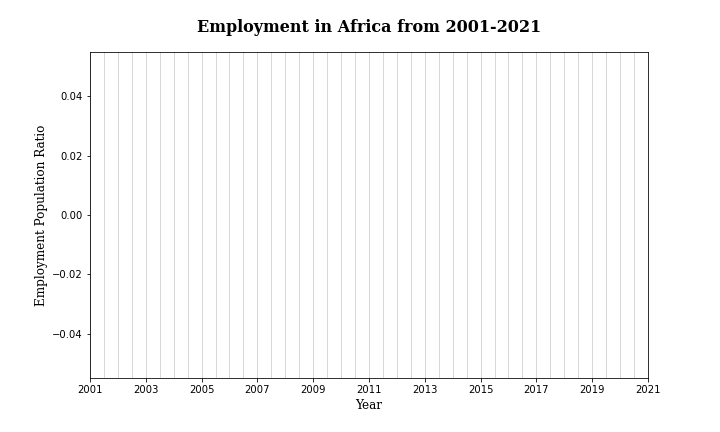 Employment in Africa from 2001-2021
Employment Population Ratio
0.04
0.02
0.00
−0.02
−0.04
2001 2003 2005 2007 2009 2011 2013 2015 2017 2019 2021
Year